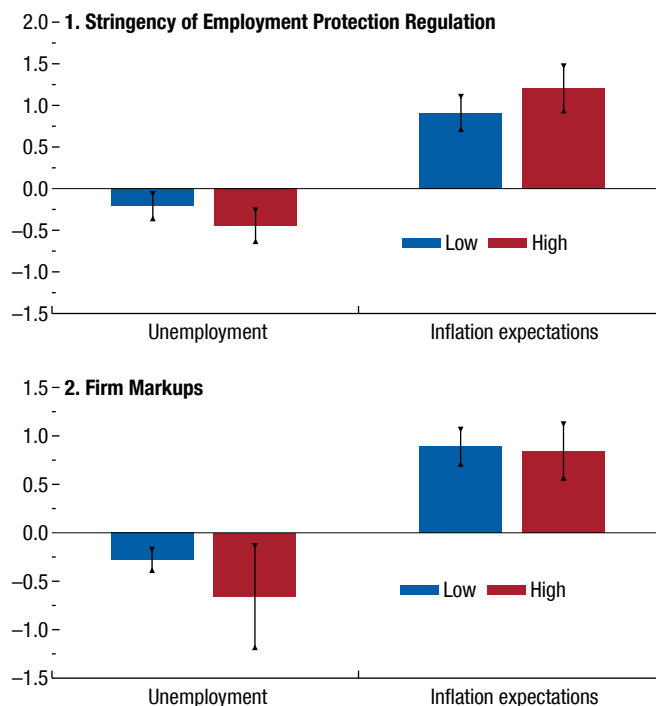 1. Stringency of Employment Protection Regulation
2.0
1.5
1.0
0.5
0.0
–0.5
–1.0
–1.5
Low High
Unemployment Inflation expectations
2. Firm Markups
1.5
1.0
0.5
0.0
–0.5
–1.0
–1.5
Low High
Unemployment Inflation expectations